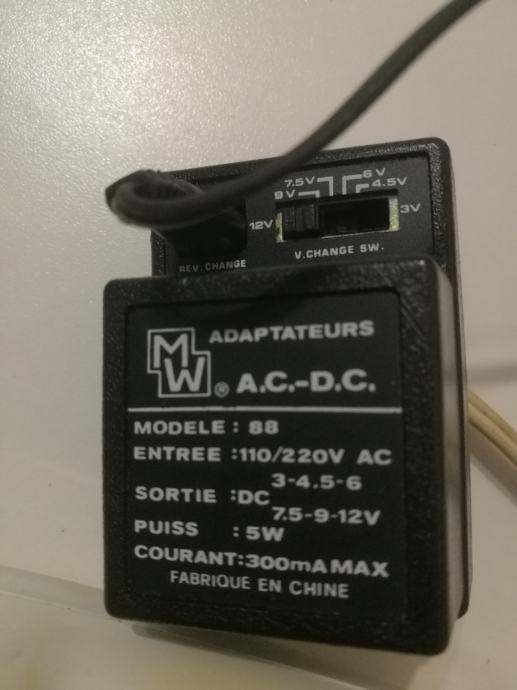 7.5V 6V
9V 4.5V
12V 3V
REV. CHANGE V.CHANGE SW.
MW® ADAPTATEURS
A.C.-D.C.
MODELE : 88
ENTREE :110/220V AC
3-4.5-6
SORTIE :DC
7.5-9-12V
PUISS :5W
COURANT:300mA MAX
FABRIQUE EN CHINE